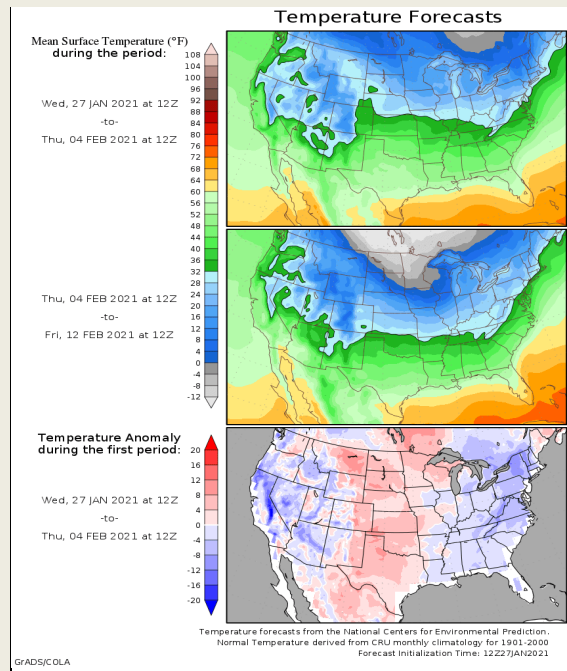 Temperature Forecasts
Mean Surface Temperature (°F)
during the period:
Wed, 27 JAN 2021 at 12Z
-to-
Thu, 04 FEB 2021 at 12Z
108
104
100
96
92
88
84
80
76
72
68
64
60
56
52
48
44
40
36
32
28
24
20
16
12
8
4
0
-4
-8
-12
Thu, 04 FEB 2021 at 12Z
-to-
Fri, 12 FEB 2021 at 12Z
Temperature Anomaly
during the first period:
Wed, 27 JAN 2021 at 12Z
-to-
Thu, 04 FEB 2021 at 12Z
20
16
12
8
4
0
-4
-8
-12
-16
-20
Temperature forecasts from the National Centers for Environmental Prediction.
Normal Temperature derived from CRU monthly climatology for 1901-2000
Forecast Initialization Time: 12Z27JAN2021
GrADS/COLA